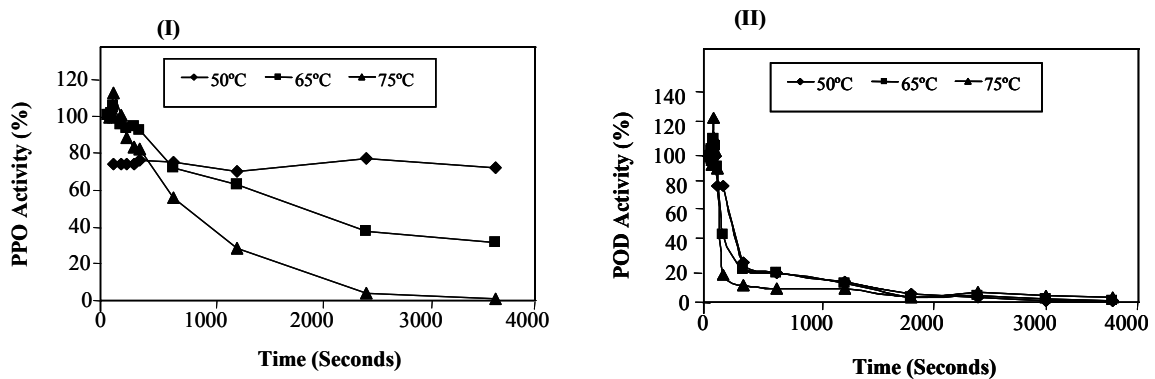 (I)
50ºC 65ºC 75ºC
120
100
80
60
40
20
0
PPO Activity (%)
0 1000 2000 3000 4000
Time (Seconds)
(II)
50ºC 65ºC 75ºC
140
120
100
80
60
40
20
0
POD Activity (%)
0 1000 2000 3000 4000
Time (Seconds)